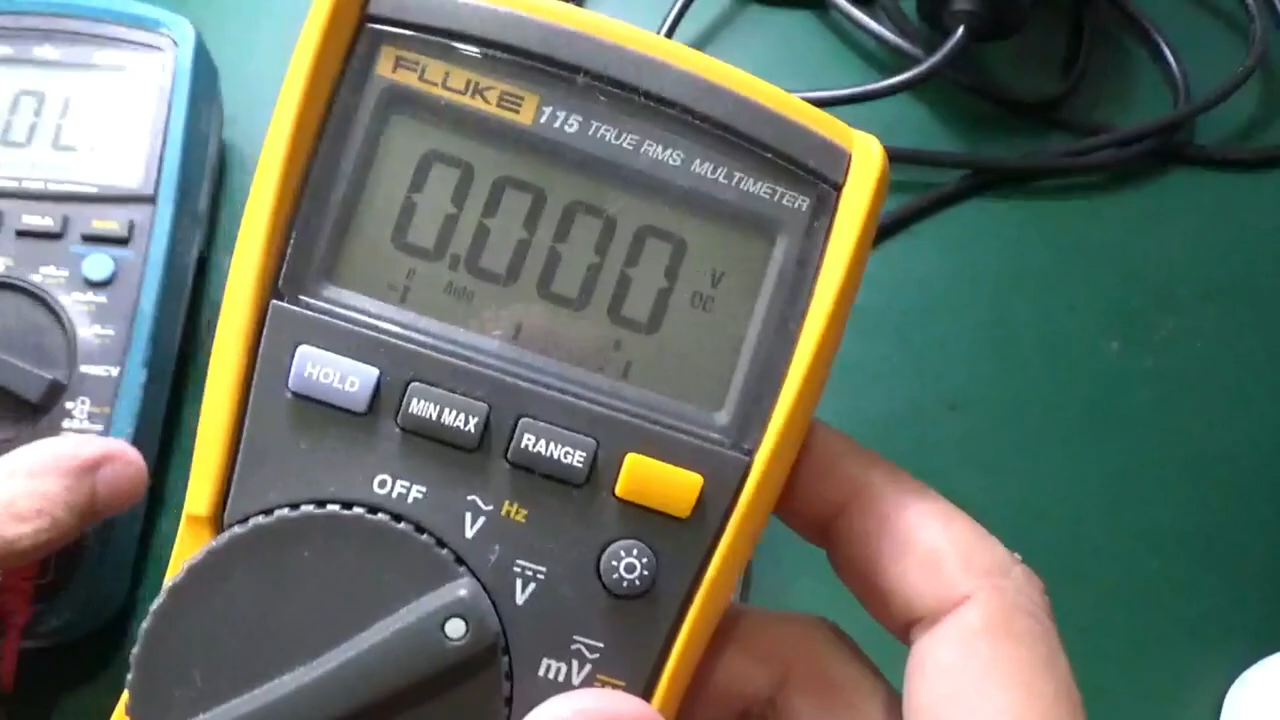 OL
FLUKE
115 TRUE RMS MULTIMETER
0.000
V
DC
Auto
HOLD
MIN MAX
RANGE
OFF
V Hz
V
mV